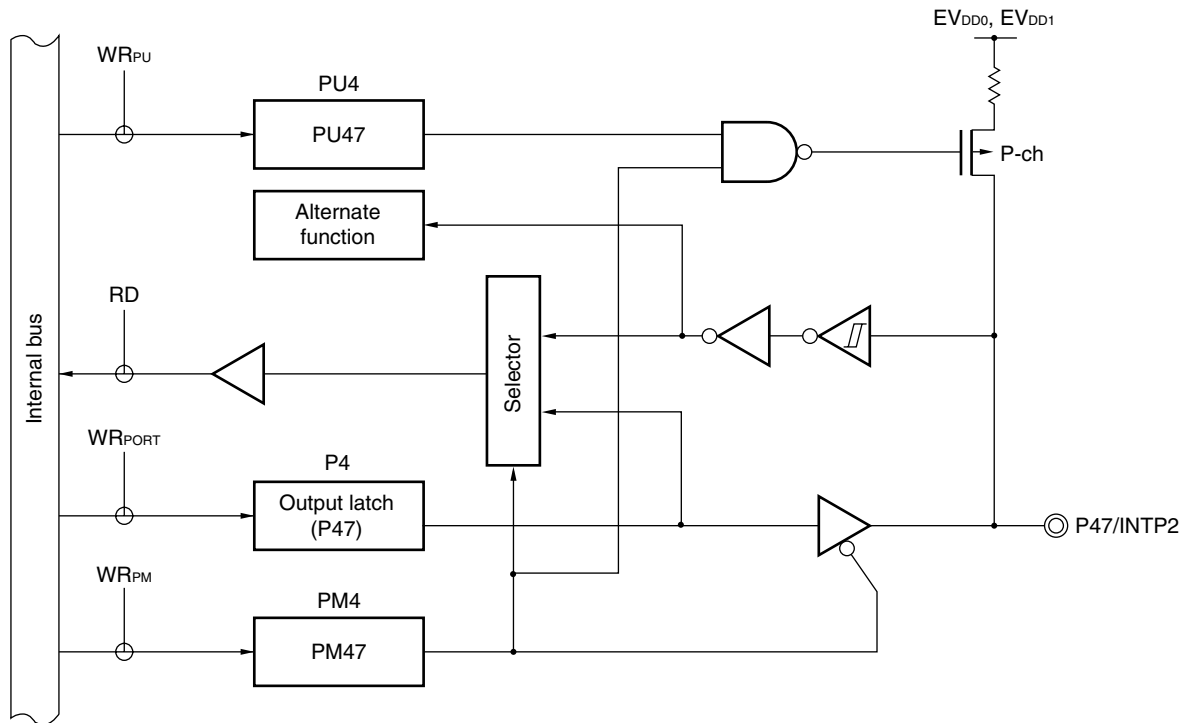 EVDD0, EVDD1
WRPU
PU4
PU47
P-ch
Alternate
function
RD
Internal bus
Selector
WRPORT
P4
Output latch
(P47)
P47/INTP2
WRPM
PM4
PM47